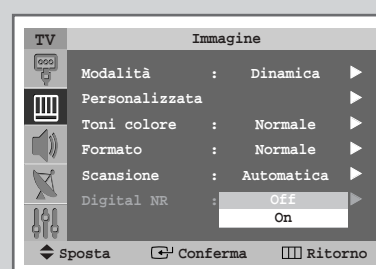 TV Immagine
Modalità : Dinamica
Personalizzata
Toni colore : Normale
Formato : Normale
Scansione : Automatica
Digital NR : Off
On
Sposta Conferma Ritorno